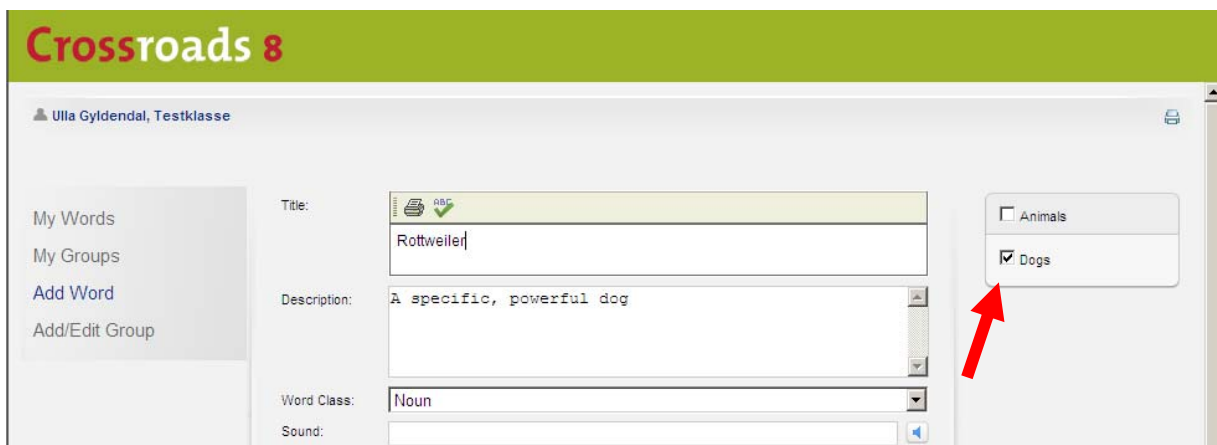 Crossroads 8
Ulla Gyldendal, Testklasse
My Words
My Groups
Add Word
Add/Edit Group
Title:
ABC
Rottweiler
Description:
A specific, powerful dog
Word Class:
Noun
Sound:
Animals
Dogs